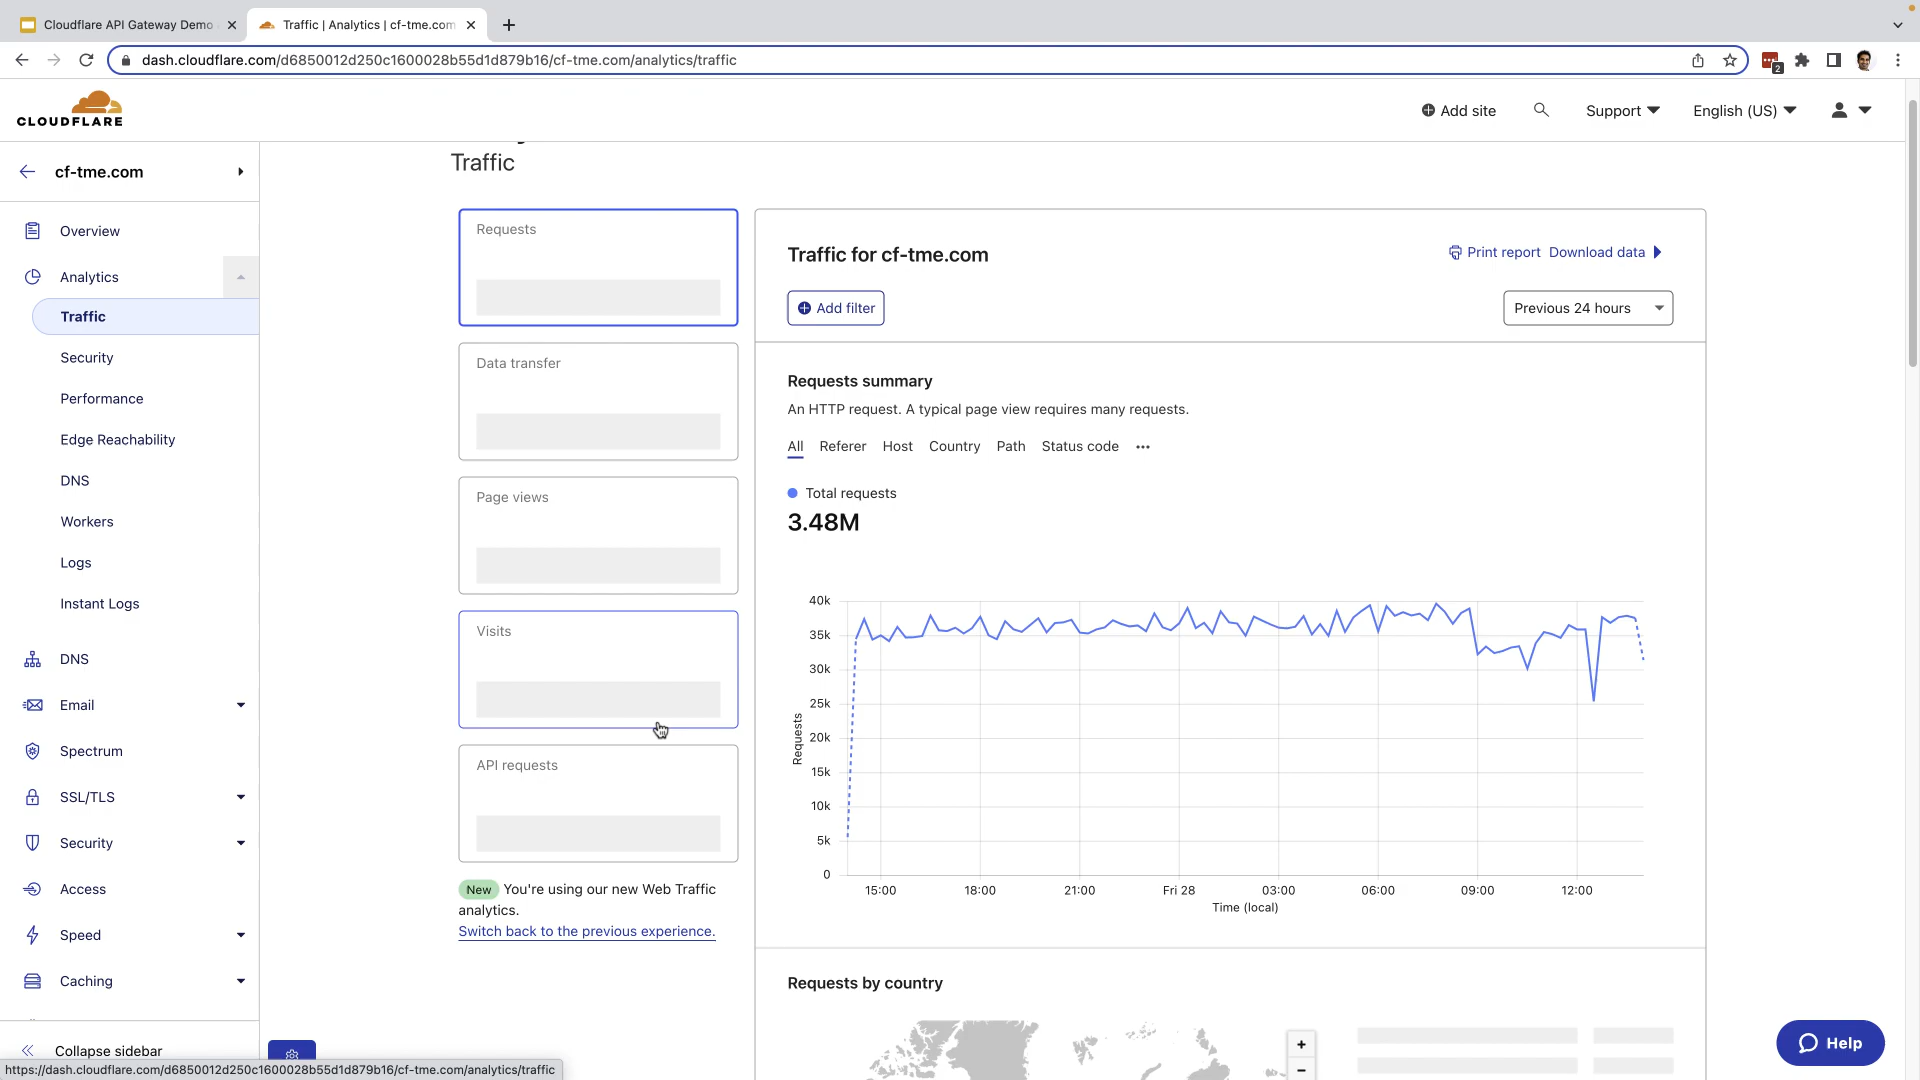 Cloudflare API Gateway Demo
Traffic | Analytics | cf-tme.com
dash.cloudflare.com/d6850012d250c1600028b55d1d879b16/cf-tme.com/analytics/traffic
2
CLOUDFLARE
Add site
Support
English (US)
cf-tme.com
Overview
Analytics
Traffic
Security
Performance
Edge Reachability
DNS
Workers
Logs
Instant Logs
DNS
Email
Spectrum
SSL/TLS
Security
Access
Speed
Caching
Collapse sidebar
https://dash.cloudflare.com/d6850012d250c1600028b55d1d879b16/cf-tme.com/analytics/traffic
Traffic
Requests
Data transfer
Page views
Visits
API requests
New You're using our new Web Traffic
analytics.
Switch back to the previous experience.
Traffic for cf-tme.com
Print report
Download data
Add filter
Previous 24 hours
Requests summary
An HTTP request. A typical page view requires many requests.
All Referer Host Country Path Status code •••
Total requests
3.48M
40k
35k
30k
25k
20k
15k
10k
5k
0
Requests
15:00 18:00 21:00 Fri 28 03:00 06:00 09:00 12:00
Time (local)
Requests by country
+
−
Help